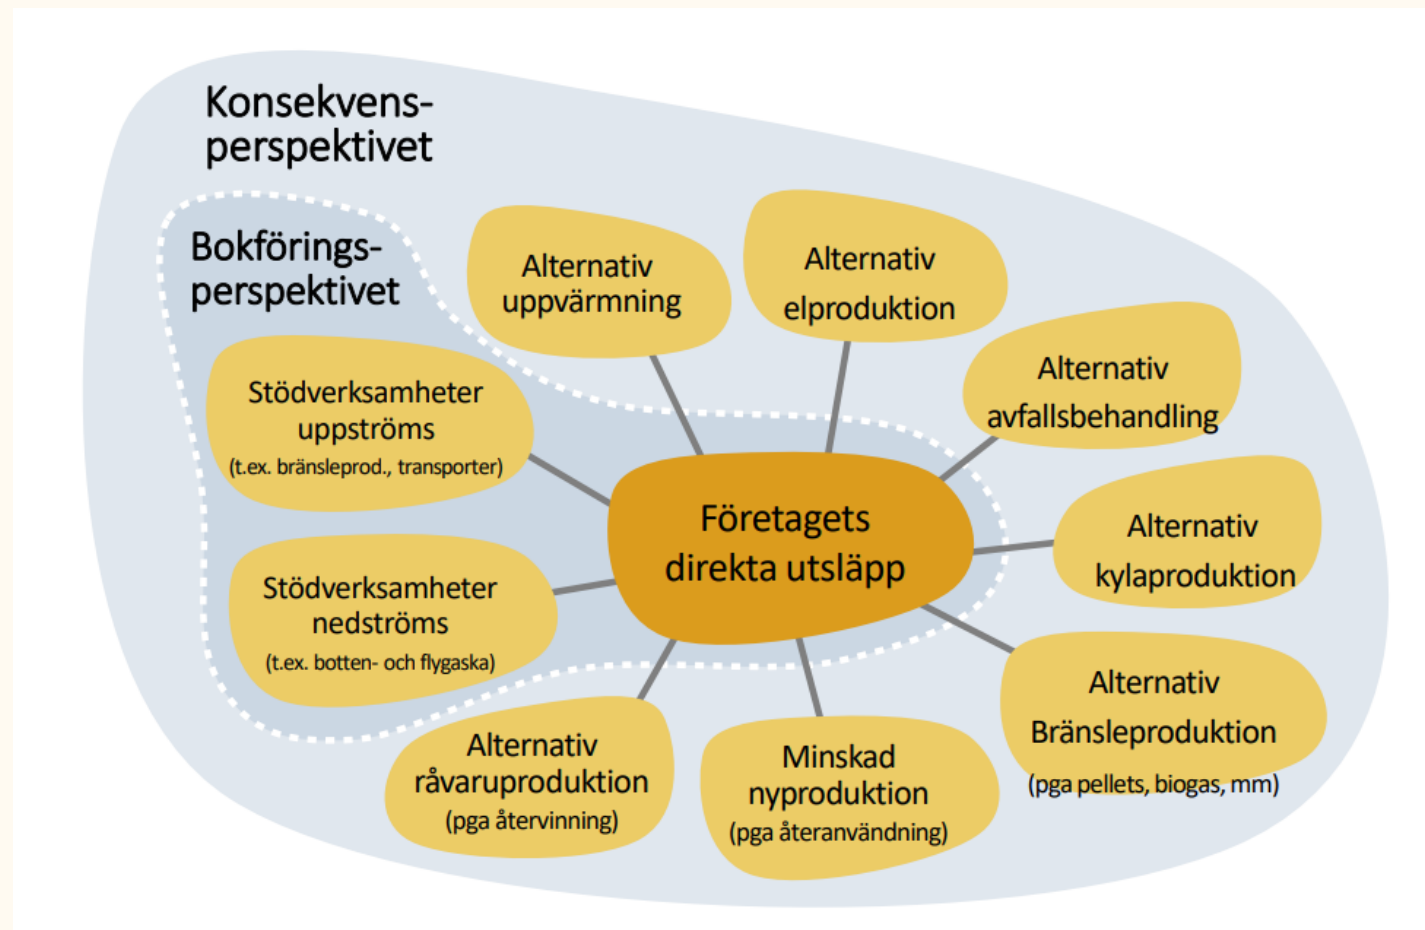 Konsekvens-
perspektivet
Bokförings-
perspektivet
Alternativ
uppvärmning
Alternativ
elproduktion
Alternativ
avfallsbehandling
Stödverksamheter
uppströms
(t.ex. bränsleprod., transporter)
Företagets
direkta utsläpp
Alternativ
kylaproduktion
Stödverksamheter
nedströms
(t.ex. botten- och flygaska)
Alternativ
Bränsleproduktion
(pga pellets, biogas, mm)
Alternativ
råvaruproduktion
(pga återvinning)
Minskad
nyproduktion
(pga återanvändning)